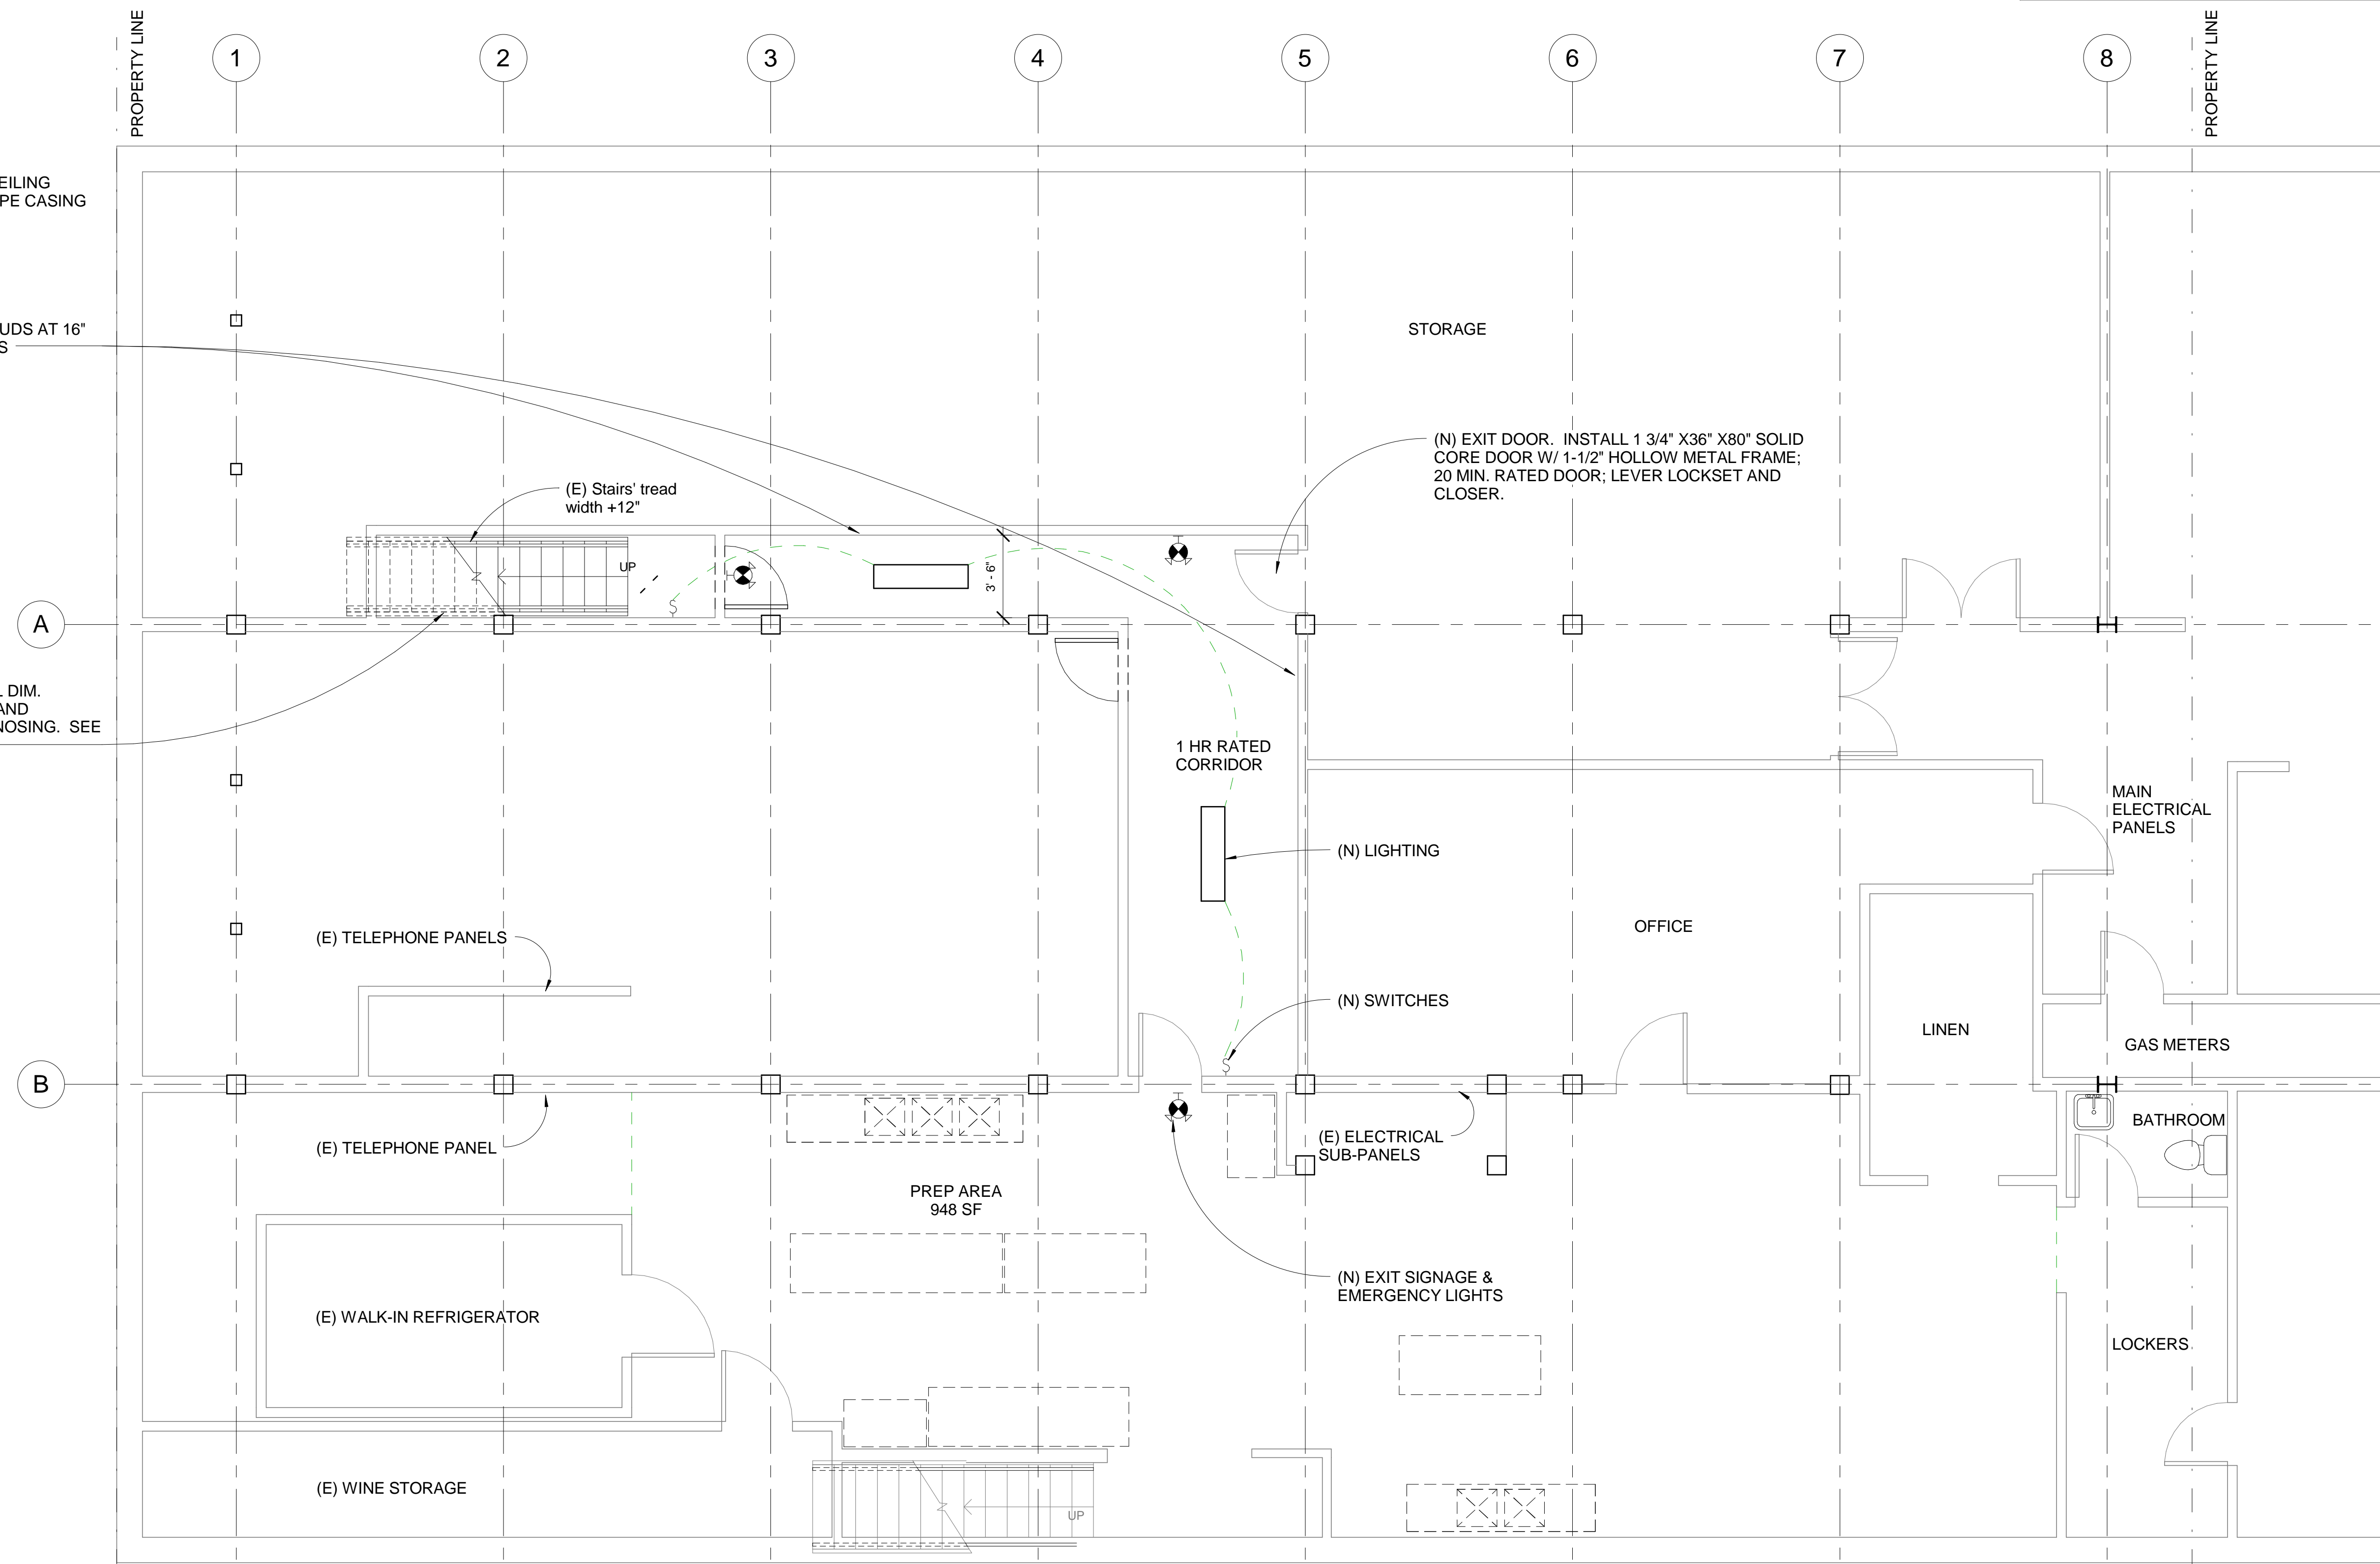 PROPERTY LINE
1
2
3
4
5
6
7
8
PROPERTY LINE
EILING
PE CASING
UDS AT 16"
S
STORAGE
(N) EXIT DOOR. INSTALL 1 3/4" X36" X80" SOLID
CORE DOOR W/ 1-1/2" HOLLOW METAL FRAME;
20 MIN. RATED DOOR; LEVER LOCKSET AND
CLOSER.
(E) Stairs' tread
width +12"
UP
3' - 6"
S
A
L DIM.
AND
NOSING. SEE
1 HR RATED
CORRIDOR
MAIN
ELECTRICAL
PANELS
(N) LIGHTING
OFFICE
(E) TELEPHONE PANELS
(N) SWITCHES
LINEN
GAS METERS
S
B
(E) TELEPHONE PANEL
(E) ELECTRICAL
SUB-PANELS
BATHROOM
PREP AREA
948 SF
(N) EXIT SIGNAGE &
EMERGENCY LIGHTS
(E) WALK-IN REFRIGERATOR
LOCKERS
(E) WINE STORAGE
UP